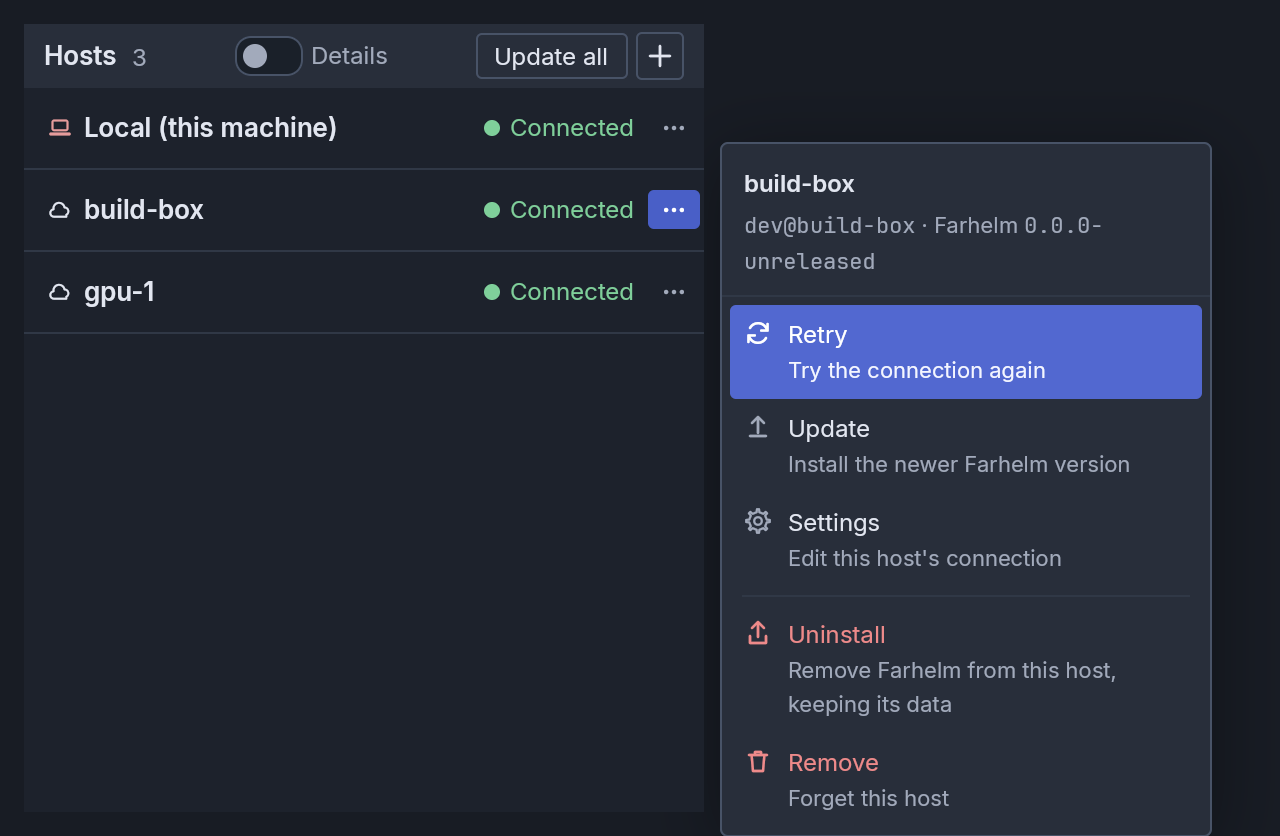 Hosts 3 Details Update all
Local (this machine) Connected
build-box Connected
gpu-1 Connected
build-box
dev@build-box · Farhelm 0.0.0-
unreleased
Retry
Try the connection again
Update
Install the newer Farhelm version
Settings
Edit this host's connection
Uninstall
Remove Farhelm from this host,
keeping its data
Remove
Forget this host